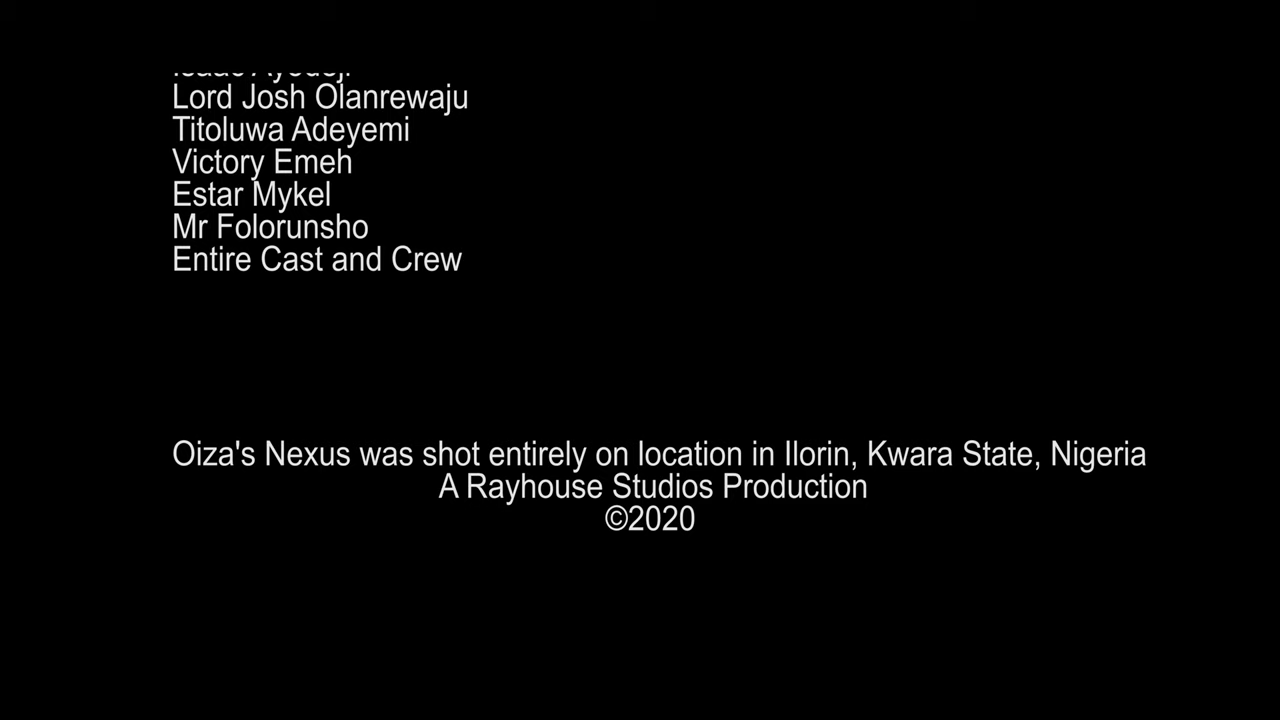 Lord Josh Olanrewaju
Titoluwa Adeyemi
Victory Emeh
Estar Mykel
Mr Folorunsho
Entire Cast and Crew
Oiza's Nexus was shot entirely on location in Ilorin, Kwara State, Nigeria
A Rayhouse Studios Production
©2020